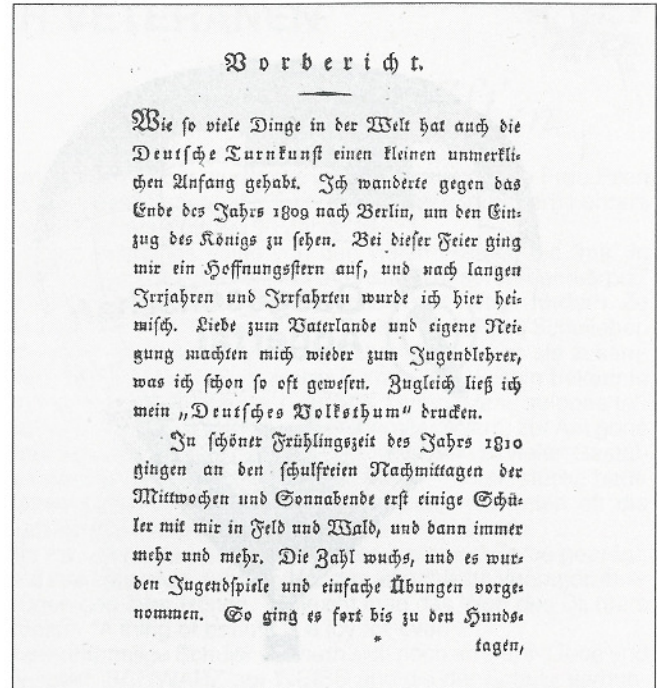 Vorbericht.
Wie ſo viele Dinge in der Welt hat auch die
Deutſche Turnkunſt einen kleinen unmerkli⸗
chen Anfang gehabt. Ich wanderte gegen das
Ende des Jahrs 1809 nach Berlin, um den Ein⸗
zug des Königs zu ſehen. Bei dieſer Feier ging
mir ein Hoffnungsſtern auf, und nach langen
Irrjahren und Irrfahrten wurde ich hier hei⸗
miſch. Liebe zum Vaterlande und eigene Nei⸗
gung machten mich wieder zum Jugendlehrer,
was ich ſchon ſo oft geweſen. Zugleich ließ ich
mein „Deutſches Volksthum“ drucken.
In ſchöner Frühlingszeit des Jahrs 1810
gingen an den ſchulfreien Nachmittagen der
Mittwochen und Sonnabende erſt einige Schü⸗
ler mit mir in Feld und Wald, und dann immer
mehr und mehr. Die Zahl wuchs, und es wur⸗
den Jugendſpiele und einfache Übungen vorge⸗
nommen. So ging es fort bis zu den Hunds⸗
tagen,